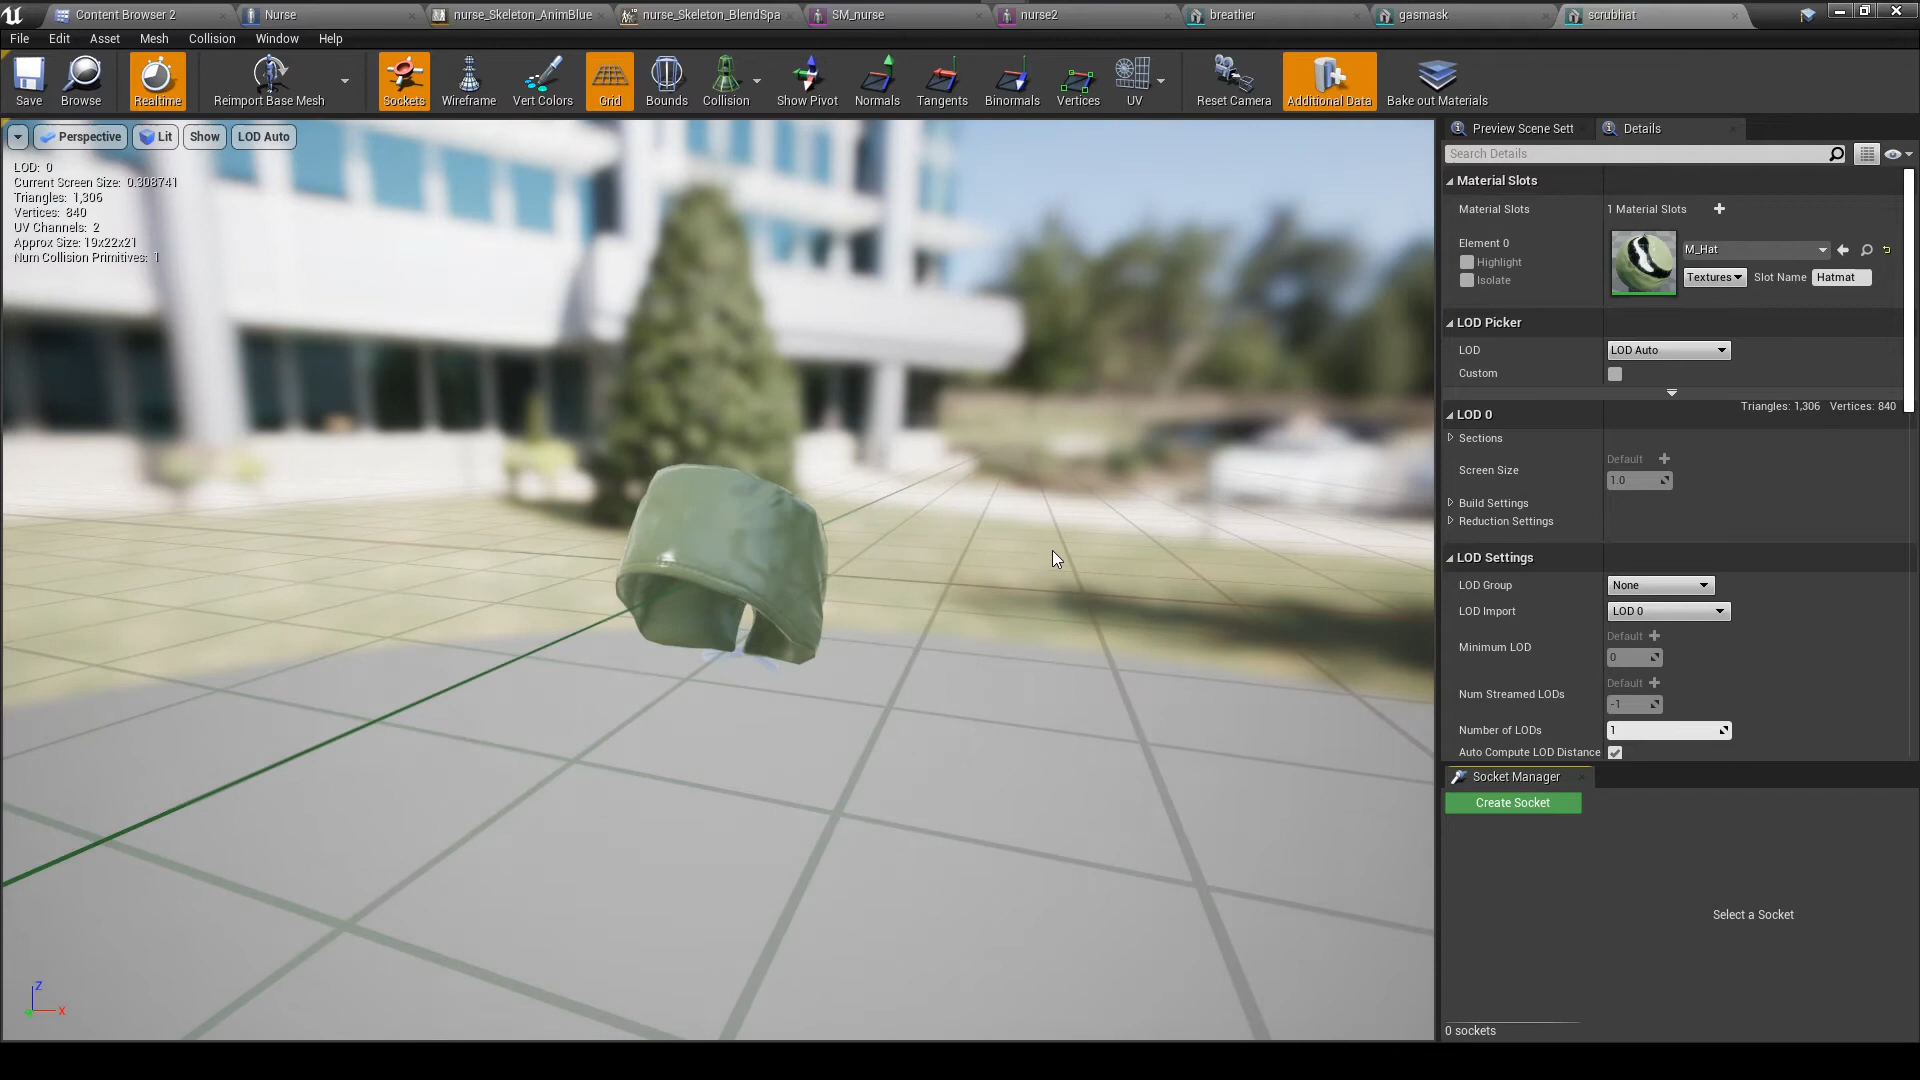 Content Browser 2
Nurse
nurse_Skeleton_AnimBlue
nurse_Skeleton_BlendSpa
SM_nurse
nurse2
breather
gasmask
scrubhat
File Edit Asset Mesh Collision Window Help
Save
Browse
Realtime
Reimport Base Mesh
Sockets
Wireframe
Vert Colors
Grid
Bounds
Collision
Show Pivot
Normals
Tangents
Binormals
Vertices
UV
Reset Camera
Additional Data
Bake out Materials
Perspective
Lit
Show
LOD Auto
LOD: 0
Current Screen Size: 0.308741
Triangles: 1,306
Vertices: 840
UV Channels: 2
Approx Size: 19x22x21
Num Collision Primitives: 1
Z
X
Preview Scene Sett
Details
Search Details
Material Slots
Material Slots 1 Material Slots
Element 0
Highlight
Isolate
M_Hat
Textures Slot Name Hatmat
LOD Picker
LOD LOD Auto
Custom
LOD 0
Triangles: 1,306 Vertices: 840
Sections
Default
Screen Size
1.0
Build Settings
Reduction Settings
LOD Settings
LOD Group None
LOD Import LOD 0
Default
Minimum LOD
0
Default
Num Streamed LODs
-1
Number of LODs 1
Auto Compute LOD Distance
Socket Manager
Create Socket
Select a Socket
0 sockets